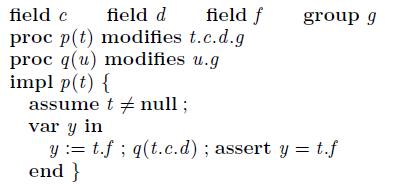 field c field d field f group g
proc p(t) modifies t.c.d.g
proc q(u) modifies u.g
impl p(t) {
assume t ≠ null ;
var y in
y := t.f ; q(t.c.d) ; assert y = t.f
end }